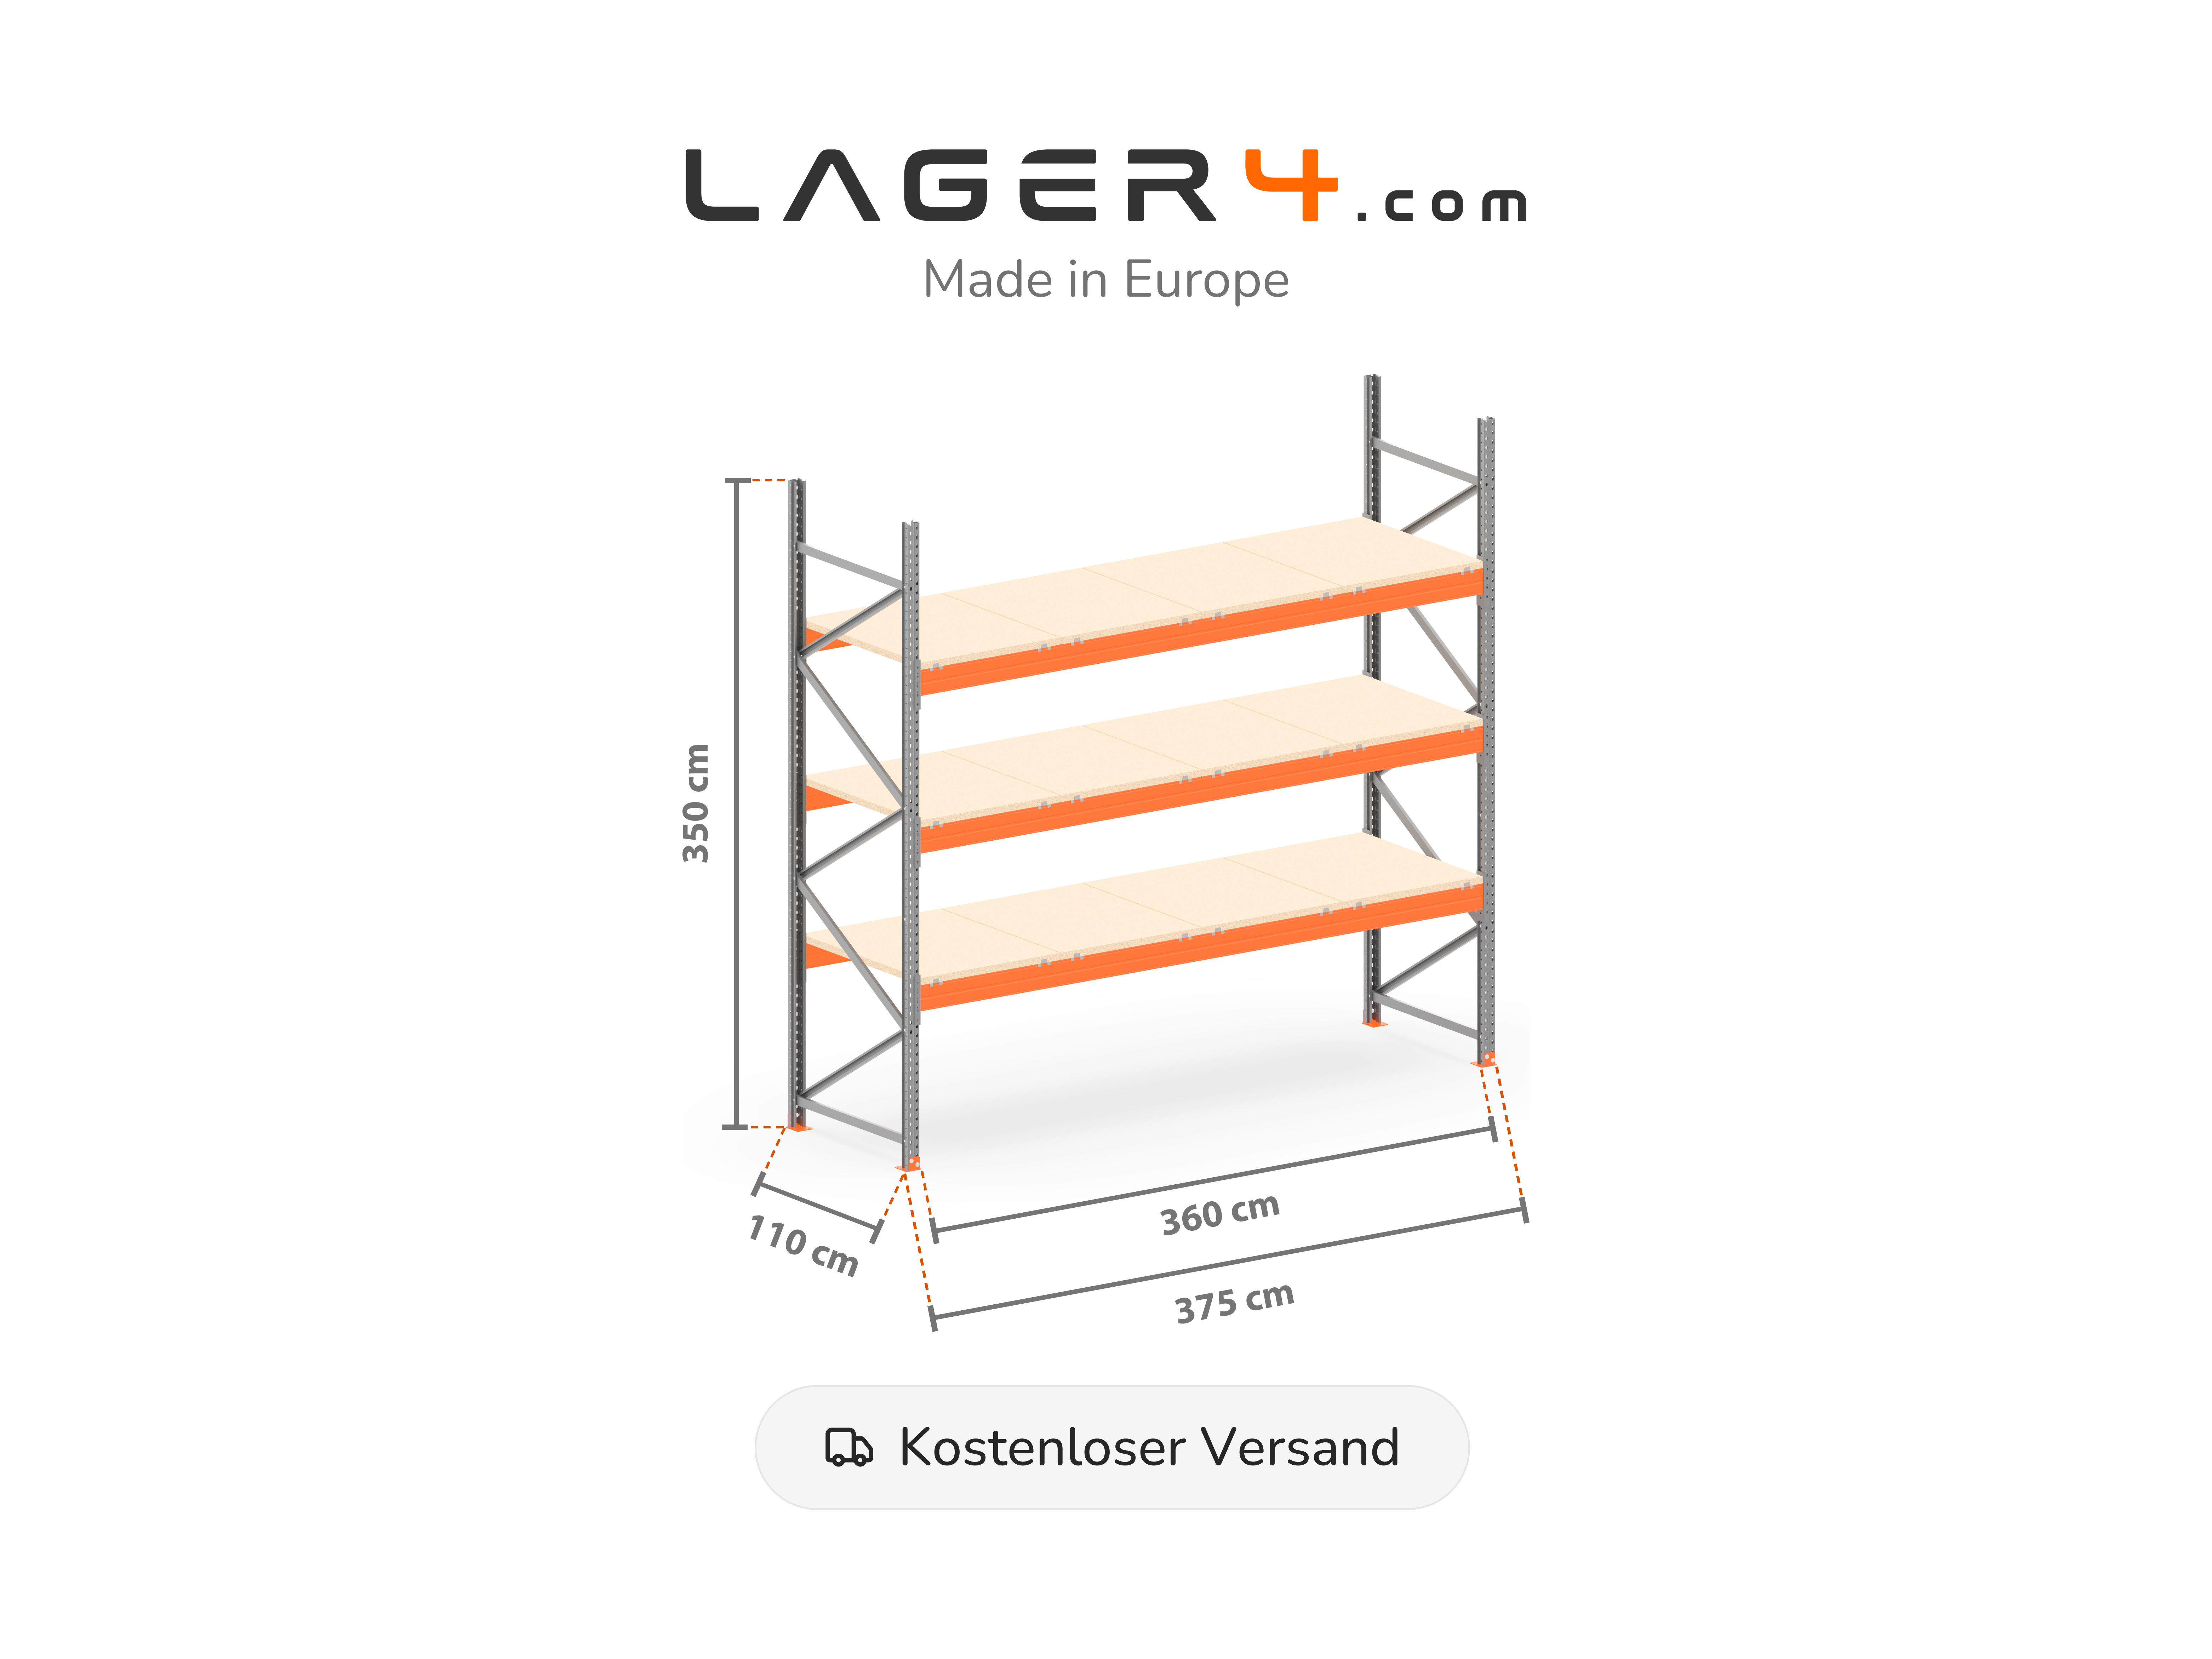 LAGER4.com
Made in Europe
350 cm
110 cm
360 cm
375 cm
Kostenloser Versand